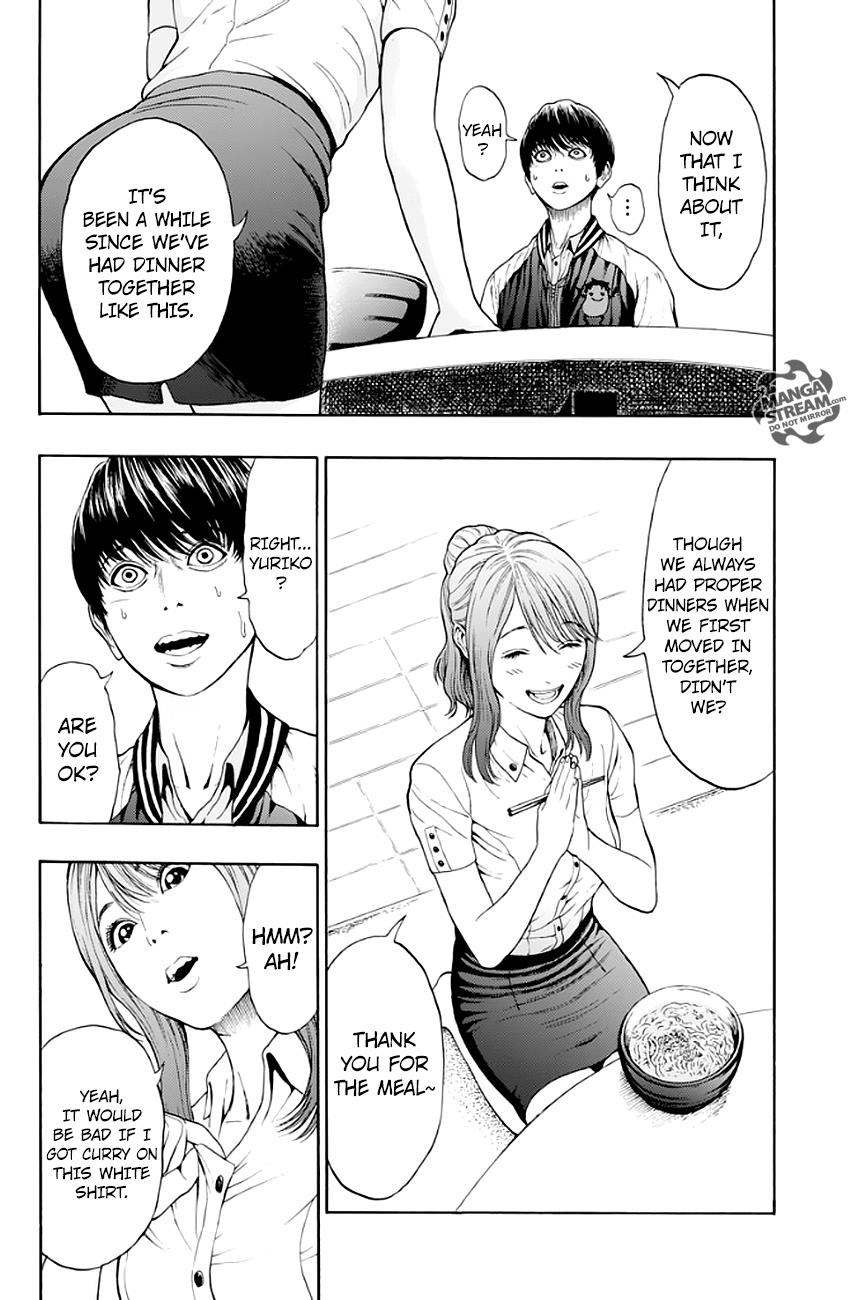 NOW
THAT I
THINK
ABOUT
IT,
...
YEAH
?
IT'S
BEEN A WHILE
SINCE WE'VE
HAD DINNER
TOGETHER
LIKE THIS.
MANGA
STREAM.com
DO NOT MIRROR
THOUGH
WE ALWAYS
HAD PROPER
DINNERS WHEN
WE FIRST
MOVED IN
TOGETHER,
DIDN'T
WE?
THANK
YOU FOR
THE MEAL~
RIGHT...
YURIKO
?
ARE
YOU
OK?
HMM?
AH!
YEAH,
IT WOULD
BE BAD IF I
GOT CURRY ON
THIS WHITE
SHIRT.